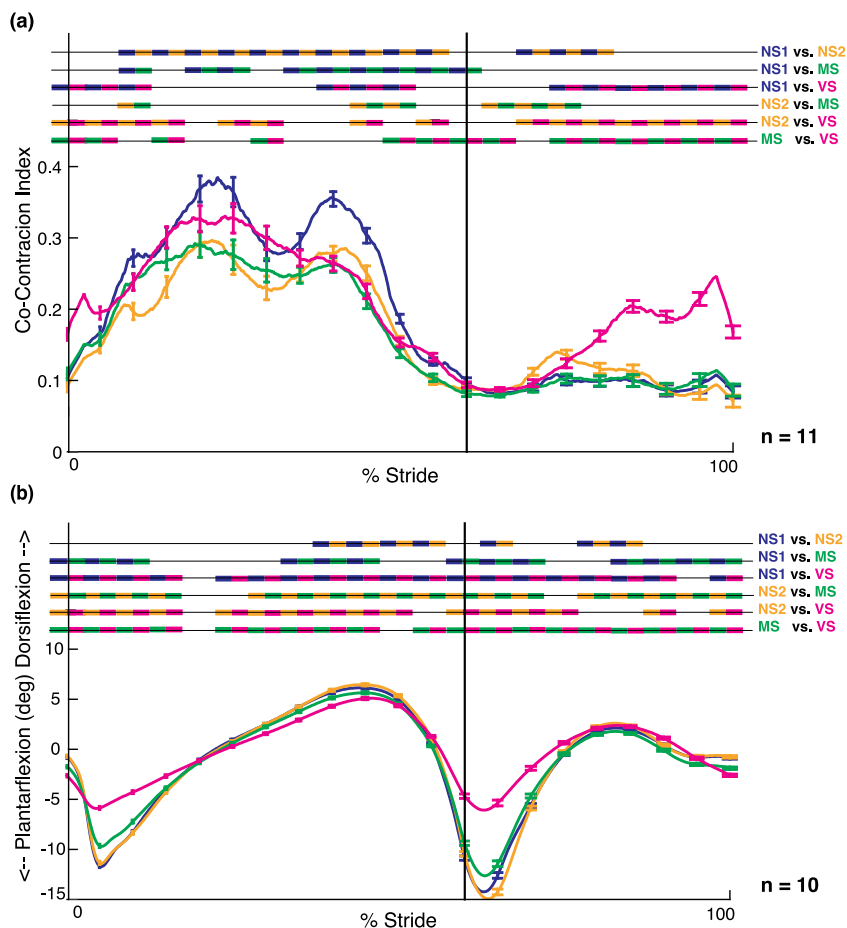 (a)
NS1 vs. NS2
NS1 vs. MS
NS1 vs. VS
NS2 vs. MS
NS2 vs. VS
MS vs. VS
Co-Contracion Index
0.4
0.3
0.2
0.1
0
0
100
% Stride
n = 11
(b)
NS1 vs. NS2
NS1 vs. MS
NS1 vs. VS
NS2 vs. MS
NS2 vs. VS
MS vs. VS
<-- Plantarflexion (deg) Dorsiflexion -->
10
5
0
-5
-10
-15
0
100
% Stride
n = 10